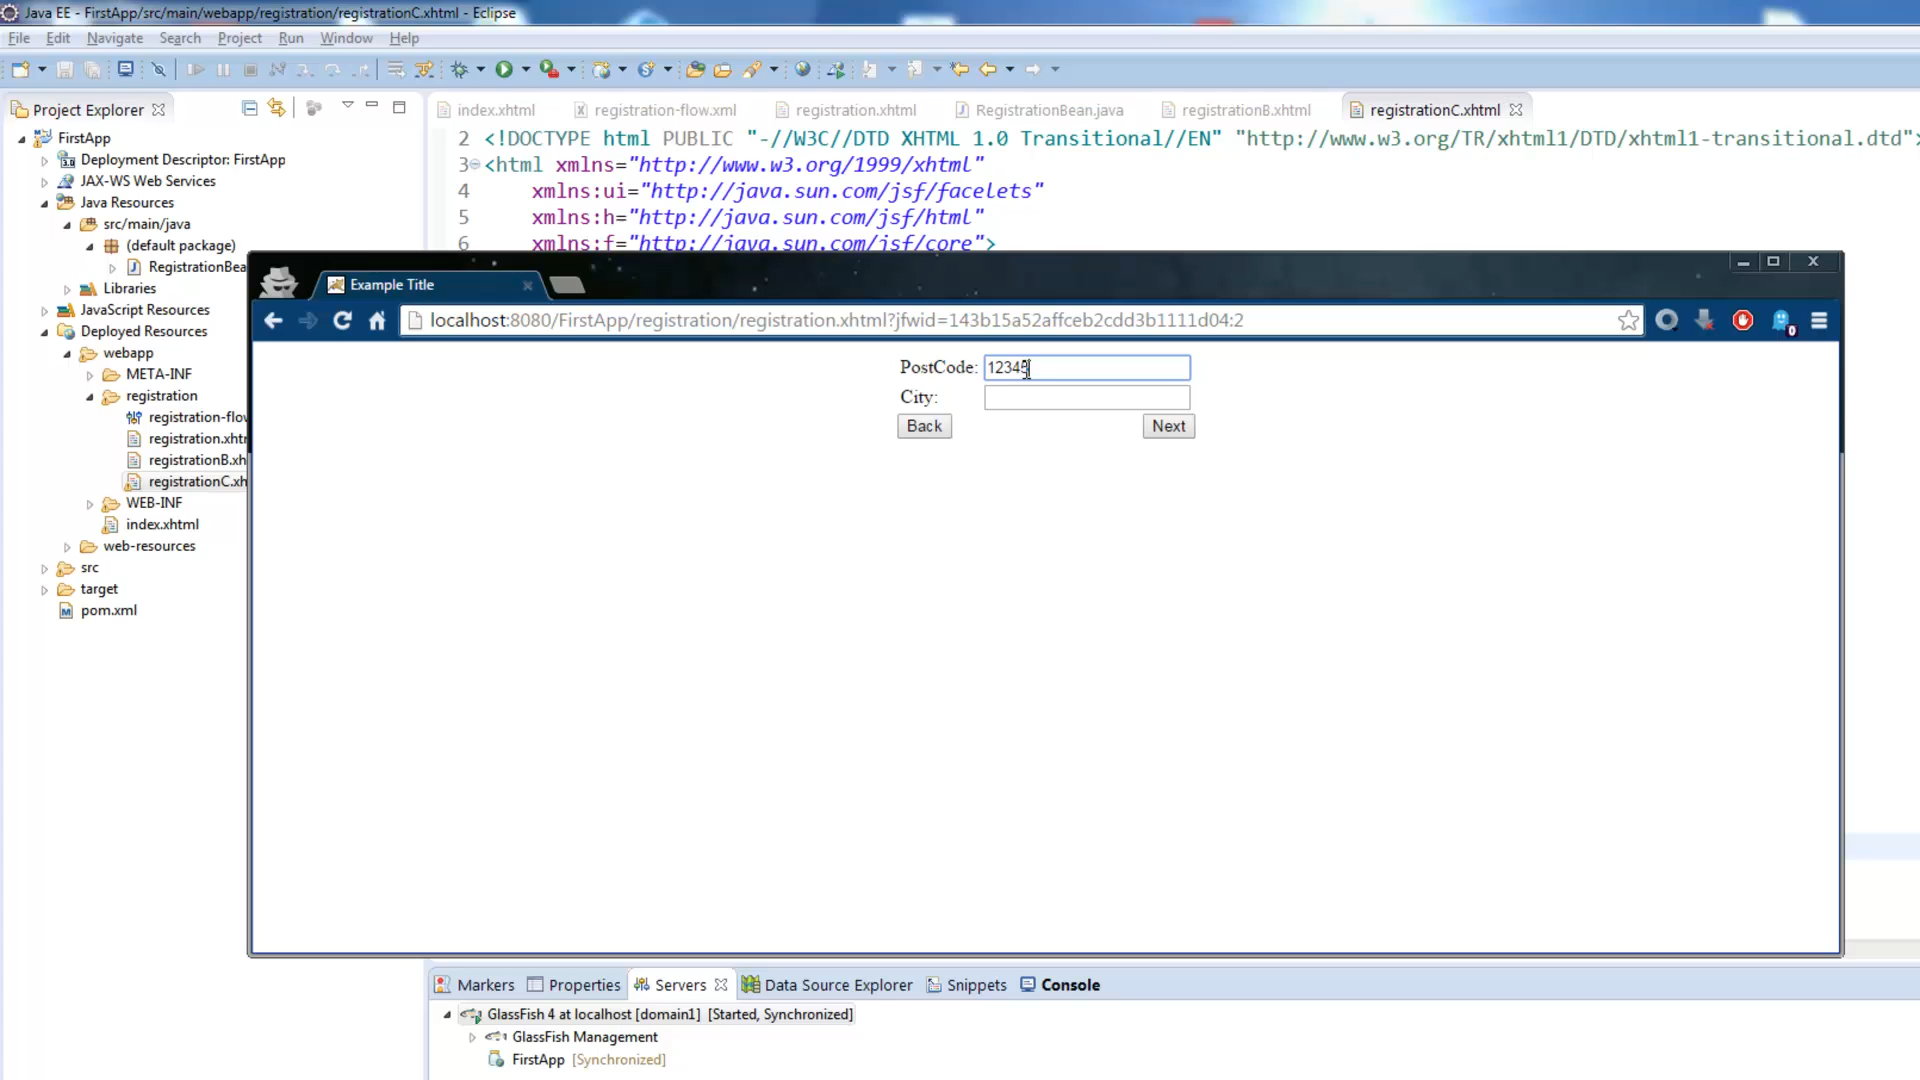 Java EE - FirstApp/src/main/webapp/registration/registrationC.xhtml - Eclipse
File Edit Navigate Search Project Run Window Help
Project Explorer
index.xhtml registration-flow.xml registration.xhtml RegistrationBean.java registrationB.xhtml registrationC.xhtml
FirstApp
Deployment Descriptor: FirstApp
JAX-WS Web Services
Java Resources
src/main/java
(default package)
RegistrationBea
Libraries
JavaScript Resources
Deployed Resources
webapp
META-INF
registration
registration-flow
registration.xhtm
registrationB.xh
registrationC.xh
WEB-INF
index.xhtml
web-resources
src
target
pom.xml
2 <!DOCTYPE html PUBLIC "-//W3C//DTD XHTML 1.0 Transitional//EN" "http://www.w3.org/TR/xhtml1/DTD/xhtml1-transitional.dtd">
3 <html xmlns="http://www.w3.org/1999/xhtml"
4 xmlns:ui="http://java.sun.com/jsf/facelets"
5 xmlns:h="http://java.sun.com/jsf/html"
6 xmlns:f="http://java.sun.com/jsf/core">
Example Title
localhost:8080/FirstApp/registration/registration.xhtml?jfwid=143b15a52affceb2cdd3b1111d04:2
0
PostCode: 12345
City:
Back Next
Markers Properties Servers Data Source Explorer Snippets Console
GlassFish 4 at localhost [domain1] [Started, Synchronized]
GlassFish Management
FirstApp [Synchronized]